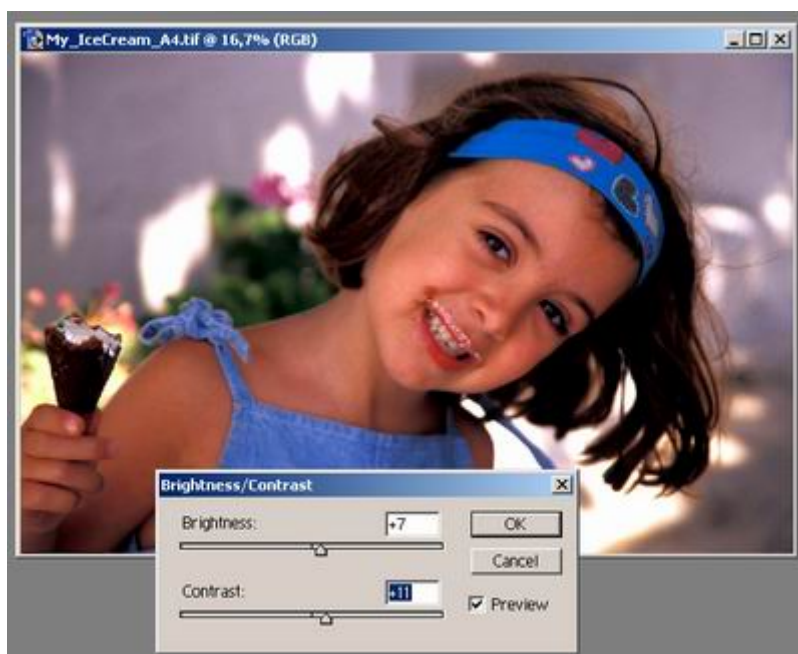 My_IceCream_A4.tif @ 16,7% (RGB)
Brightness/Contrast
Brightness: +7 OK
Cancel
Contrast: +11
Preview